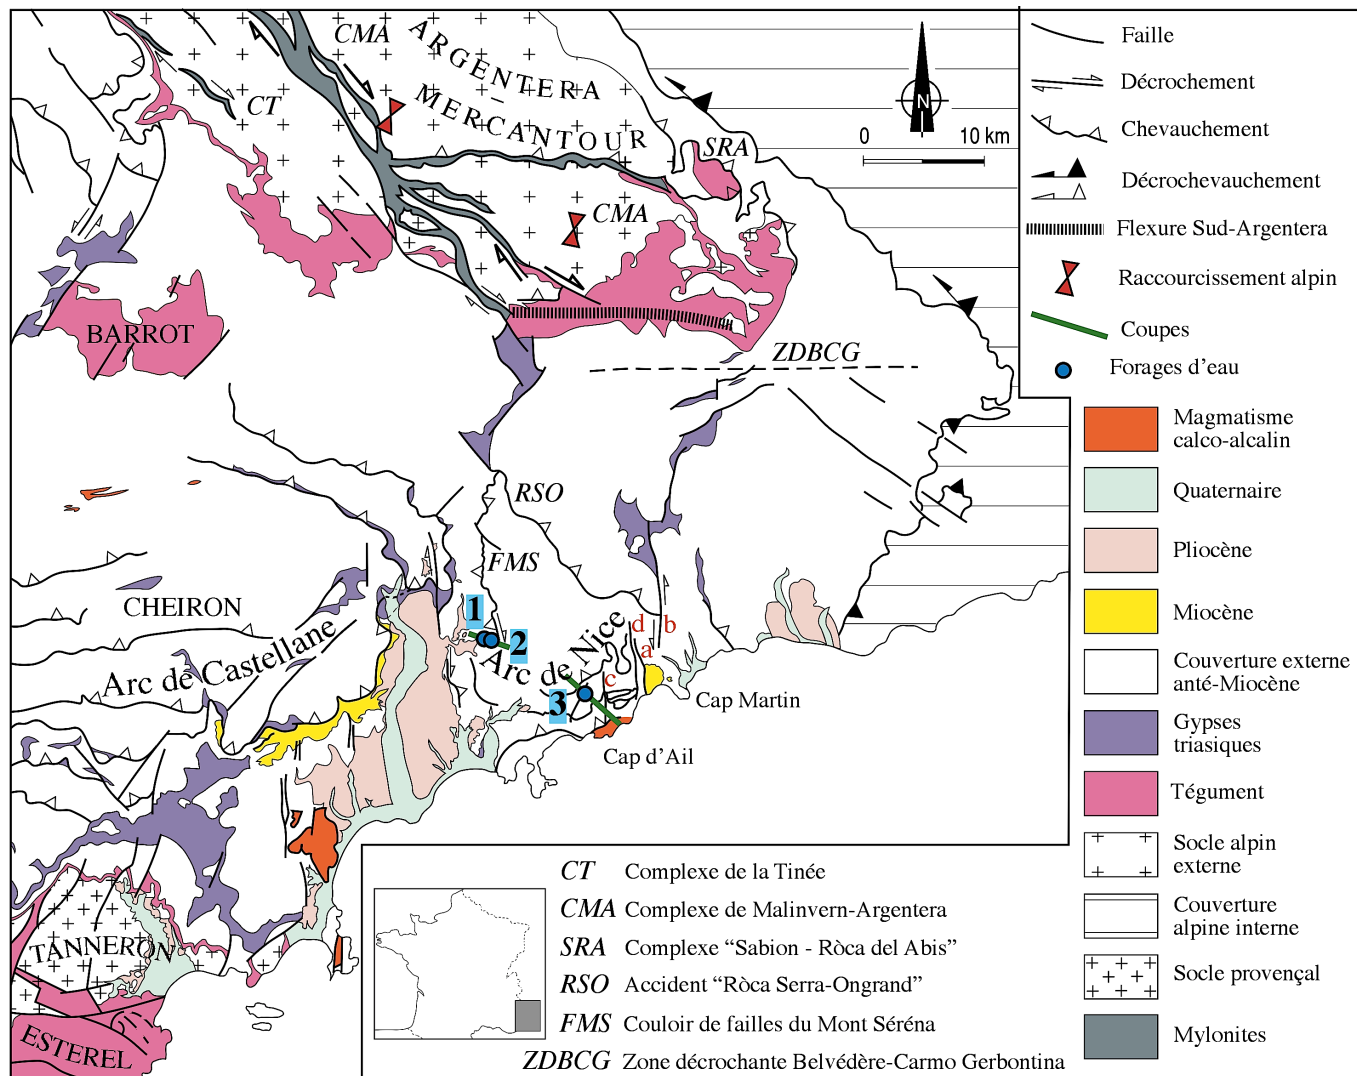 CMA
ARGENTERA
-
MERCANTOUR
CT
SRA
CMA
N
0 10 km
BARROT
ZDBCG
RSO
FMS
CHEIRON
Arc de Castellane
1
2
Arc de Nice
3
d
b
a
c
Cap Martin
Cap d'Ail
TANNERON
ESTEREL
Faille
Décrochement
Chevauchement
Décrochevauchement
Flexure Sud-Argentera
Raccourcissement alpin
Coupes
Forages d'eau
Magmatisme
calco-alcalin
Quaternaire
Pliocène
Miocène
Couverture externe
anté-Miocène
Gypses
triasiques
Tégument
Socle alpin
externe
Couverture
alpine interne
Socle provençal
Mylonites
CT Complexe de la Tinée
CMA Complexe de Malinvern-Argentera
SRA Complexe “Sabion - Ròca del Abis”
RSO Accident “Ròca Serra-Ongrand”
FMS Couloir de failles du Mont Séréna
ZDBCG Zone décrochante Belvédère-Carmo Gerbontina